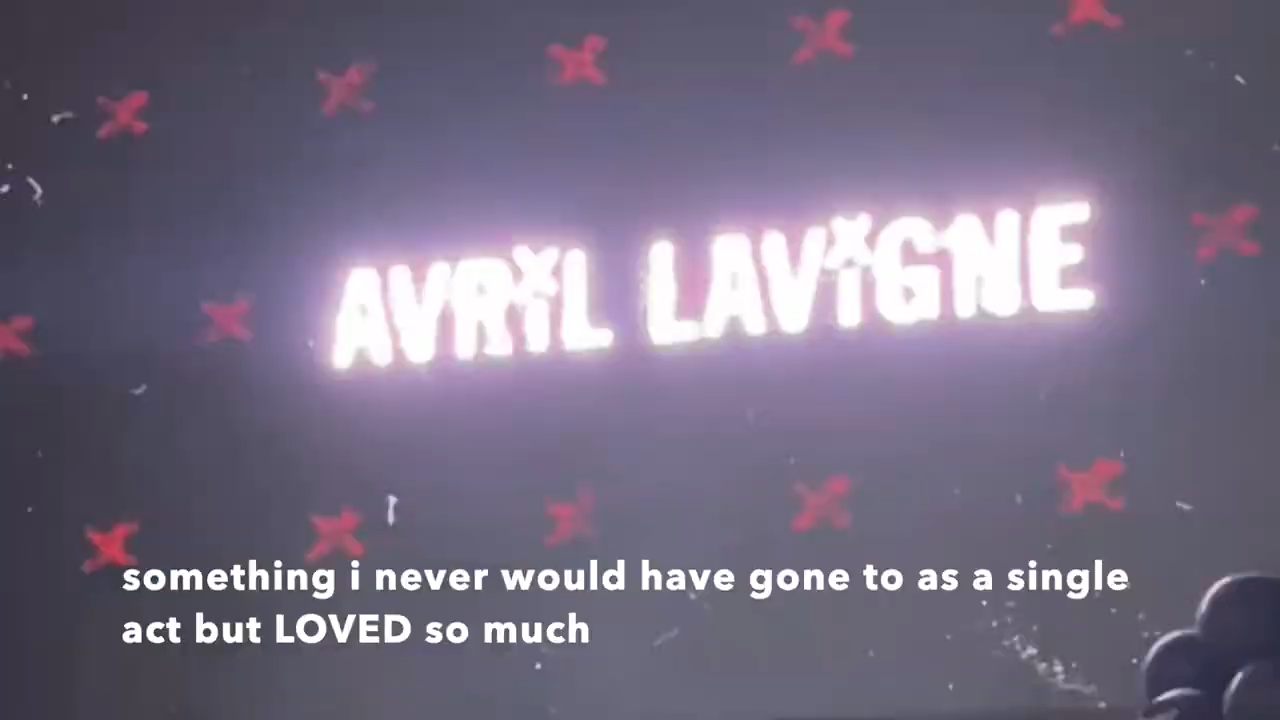 AVRIL LAVIGNE
something i never would have gone to as a single
act but LOVED so much